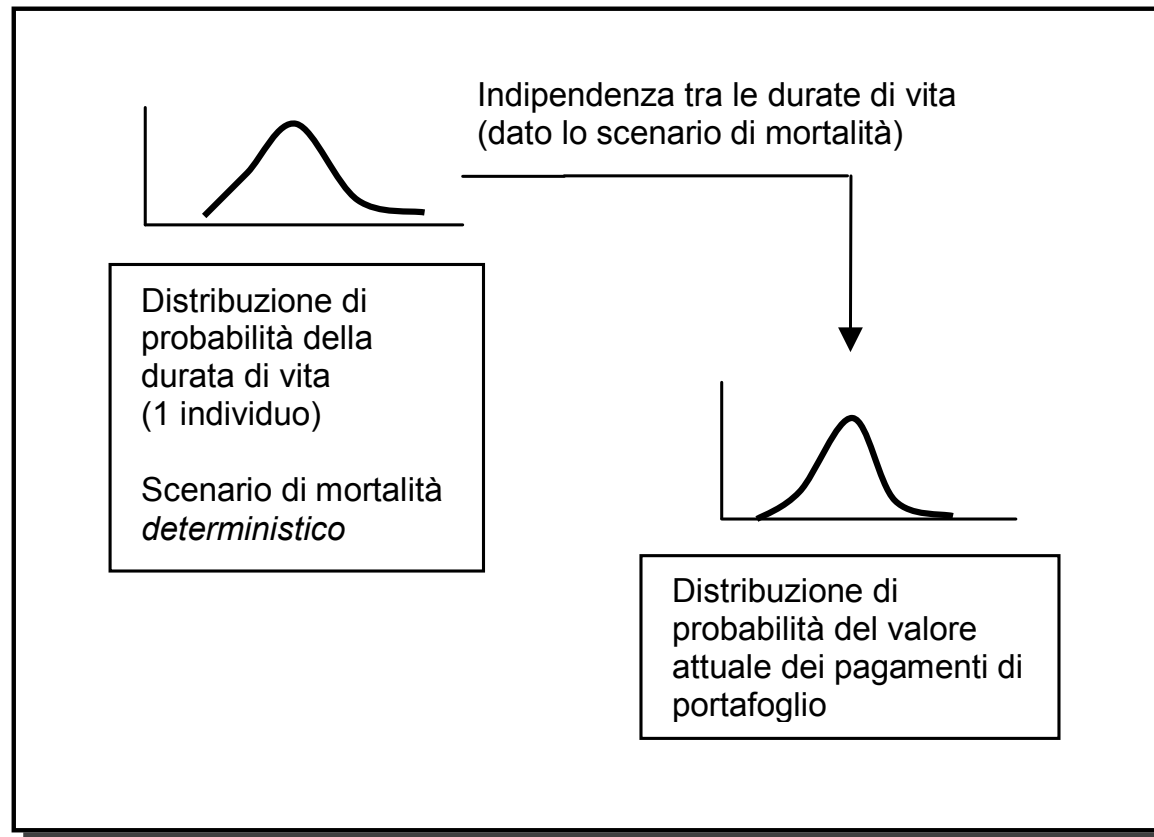 Indipendenza tra le durate di vita
(dato lo scenario di mortalità)
Distribuzione di
probabilità della
durata di vita
(1 individuo)
Scenario di mortalità
deterministico
Distribuzione di
probabilità del valore
attuale dei pagamenti di
portafoglio